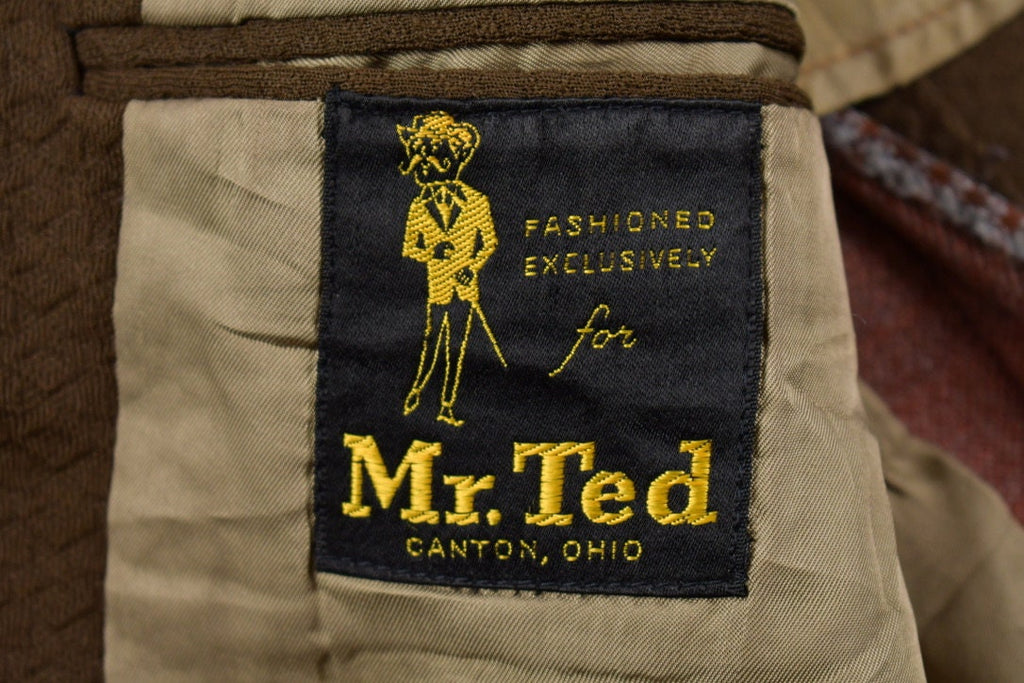 FASHIONED
EXCLUSIVELY
for
Mr. Ted
CANTON, OHIO